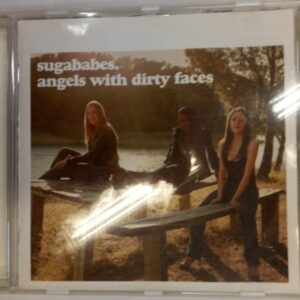 sugababes.
angels with dirty faces